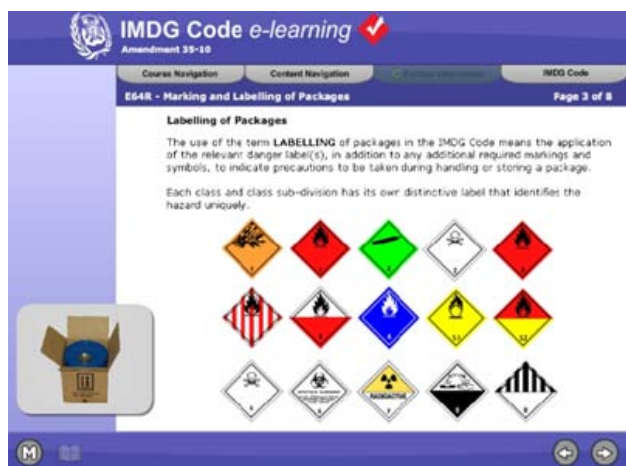 IMDG Code e-learning
Amendment 35-10
Course Navigation
Content Navigation
IMDG Code
E64R - Marking and Labelling of Packages
Page 3 of 8
Labelling of Packages
The use of the term LABELLING of packages in the IMDG Code means the application
of the relevant danger label(s), in addition to any additional required markings and
symbols, to indicate precautions to be taken during handling or
storing a package.
Each class and class sub-division has its own distinctive label that identifies the
hazard uniquely.
RADIOACTIVE
M